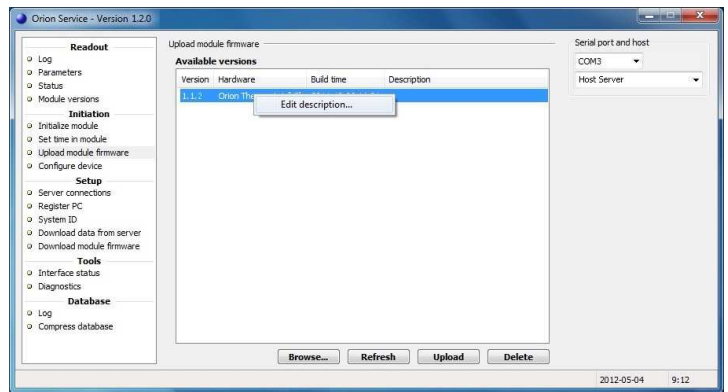 Orion Service - Version 1.2.0
Readout
Log
Parameters
Status
Module versions
Initiation
Initialize module
Set time in module
Upload module firmware
Configure device
Setup
Server connections
Register PC
System ID
Download data from server
Download module firmware
Tools
Interface status
Diagnostics
Database
Log
Compress database
Upload module firmware
Available versions
Version Hardware Build time Description
1.1.2 Orion
Edit description...
Browse... Refresh Upload Delete
Serial port and host
COM3
Host Server
2012-05-04 9:12